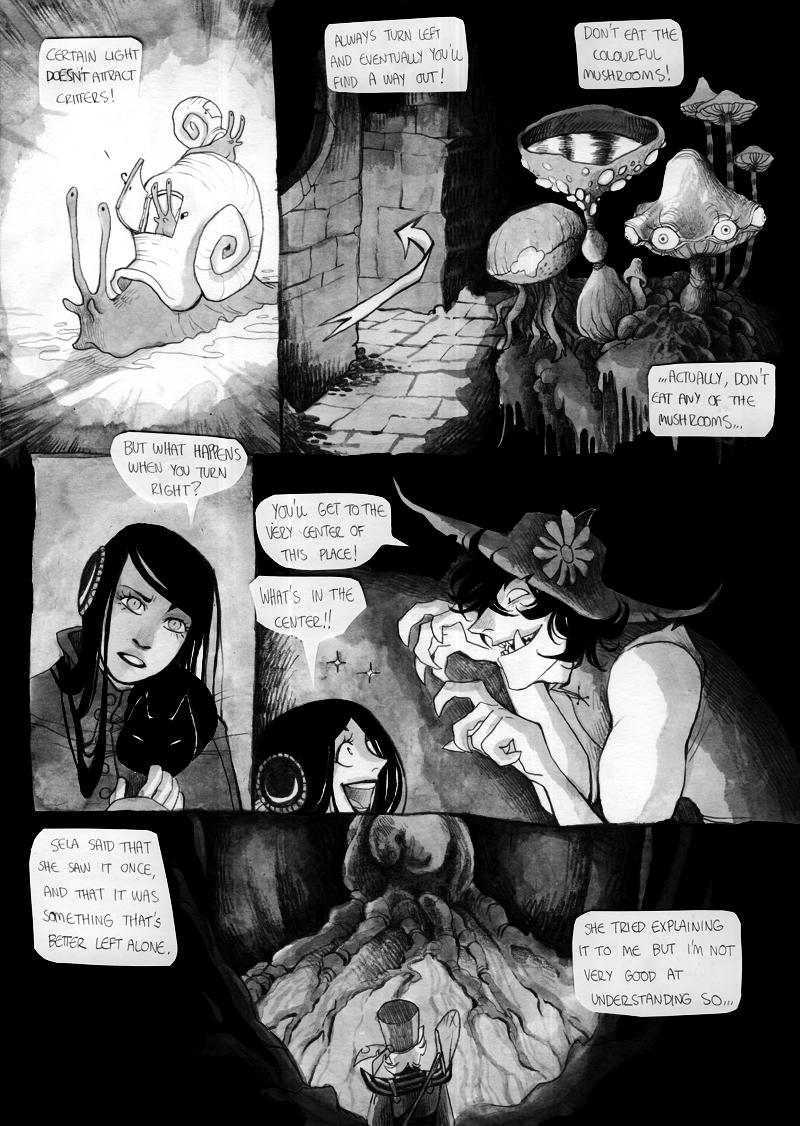 CERTAIN LIGHT
DOESN'T ATTRACT
CRITTERS!
ALWAYS TURN LEFT
AND EVENTUALLY YOU'LL
FIND A WAY OUT!
DON'T EAT THE
COLOURFUL
MUSHROOMS!
...ACTUALLY, DON'T
EAT ANY OF THE
MUSHROOMS...
BUT WHAT HAPPENS
WHEN YOU TURN
RIGHT?
YOU'LL GET TO THE
VERY CENTER OF
THIS PLACE!
WHAT'S IN THE
CENTER!!
SELA SAID THAT
SHE SAW IT ONCE,
AND THAT IT WAS
SOMETHING THAT'S
BETTER LEFT ALONE.
SHE TRIED EXPLAINING
IT TO ME BUT I'M NOT
VERY GOOD AT
UNDERSTANDING SO...